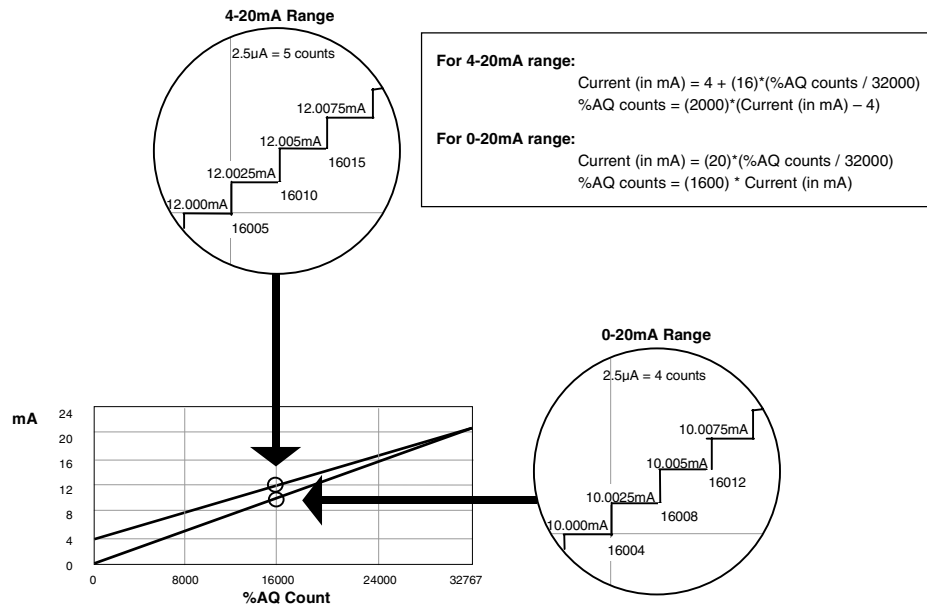 4-20mA Range
2.5µA = 5 counts
12.0075mA
12.005mA
16015
12.0025mA
16010
12.000mA
16005
For 4-20mA range:
Current (in mA) = 4 + (16)*(%AQ counts / 32000)
%AQ counts = (2000)*(Current (in mA) – 4)
For 0-20mA range:
Current (in mA) = (20)*(%AQ counts / 32000)
%AQ counts = (1600) * Current (in mA)
0-20mA Range
2.5µA = 4 counts
10.0075mA
10.005mA
16012
10.0025mA
16008
10.000mA
16004
mA
24
20
16
12
8
4
0
0 8000 16000 24000 32767
%AQ Count